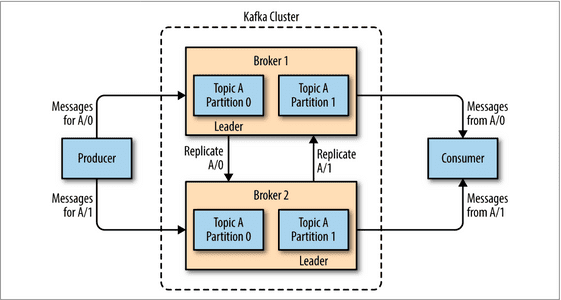 Kafka Cluster
Broker 1
Topic A
Partition 0
Topic A
Partition 1
Leader
Messages
for A/0
Messages
from A/0
Producer
Replicate
A/0
Replicate
A/1
Consumer
Messages
for A/1
Messages
from A/1
Broker 2
Topic A
Partition 0
Topic A
Partition 1
Leader